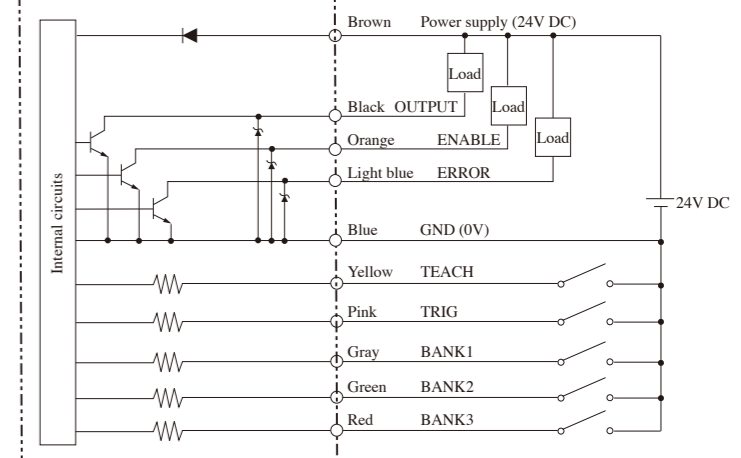 Brown Power supply (24V DC)
Load
Black OUTPUT
Load
Orange ENABLE
Load
Light blue ERROR
Internal circuits
24V DC
Blue GND (0V)
Yellow TEACH
Pink TRIG
Gray BANK1
Green BANK2
Red BANK3